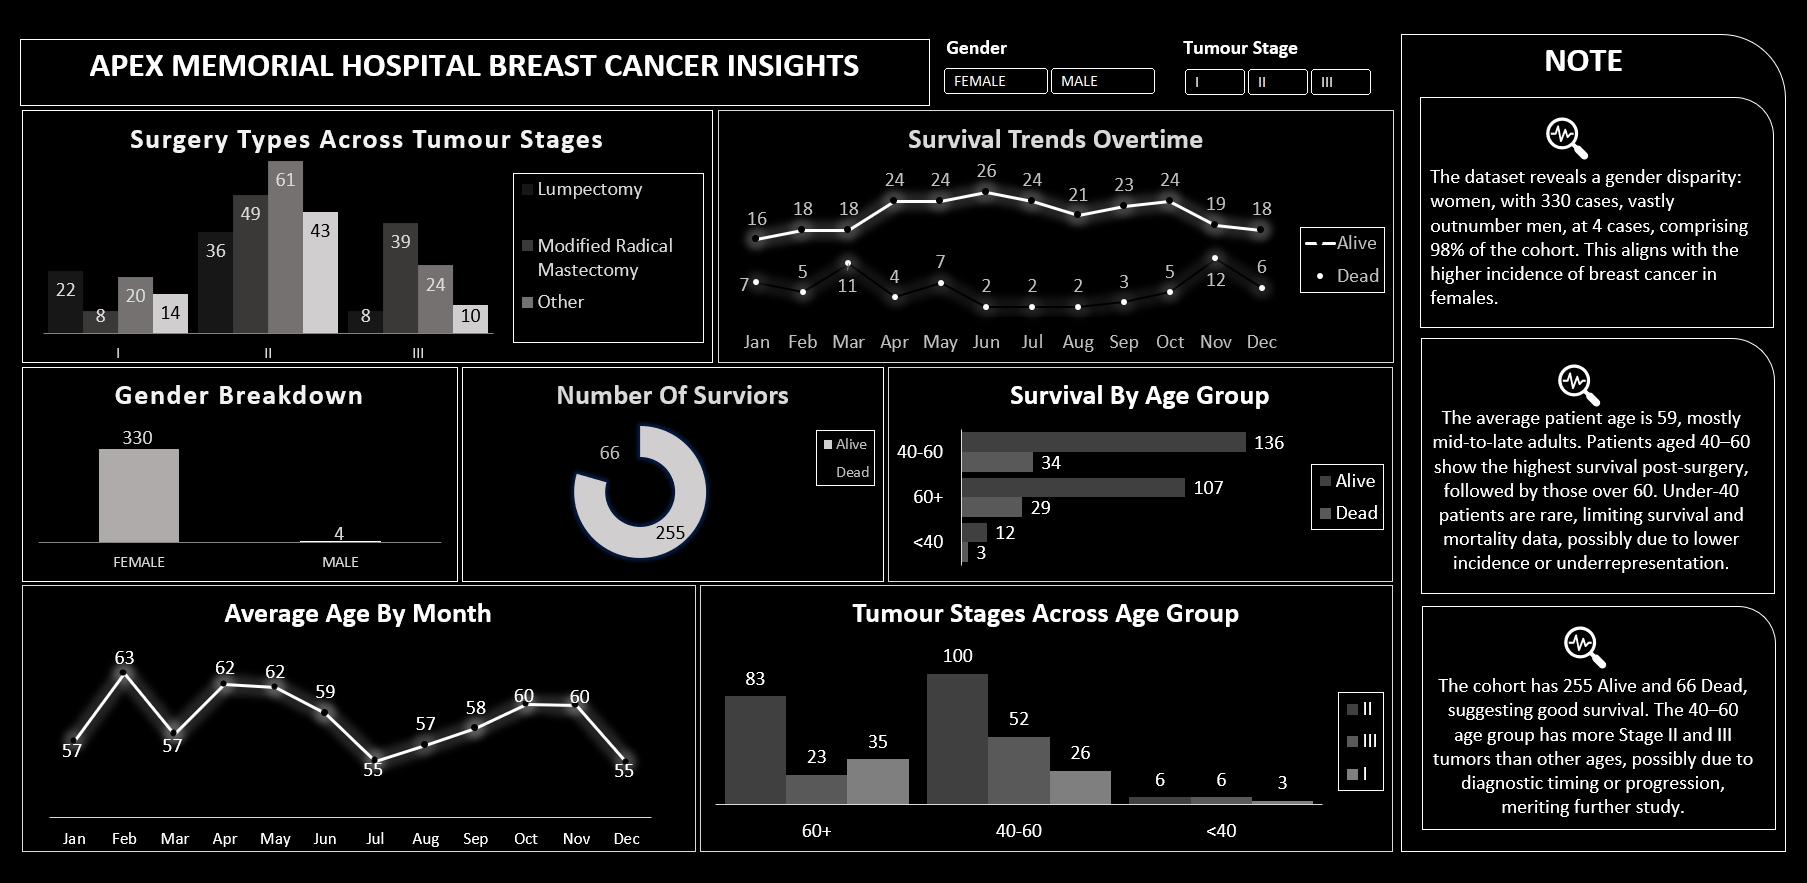 APEX MEMORIAL HOSPITAL BREAST CANCER INSIGHTS
Gender
FEMALE
MALE
Tumour Stage
I
II
III
Surgery Types Across Tumour Stages
22
8
20
14
36
49
61
43
8
39
24
10
I
II
III
Lumpectomy
Modified Radical
Mastectomy
Other
Survival Trends Overtime
16
18
18
24
24
26
24
21
23
24
19
18
7
5
11
4
7
2
2
2
3
5
12
6
Jan
Feb
Mar
Apr
May
Jun
Jul
Aug
Sep
Oct
Nov
Dec
Alive
Dead
Gender Breakdown
330
4
FEMALE
MALE
Number Of Surviors
66
255
Alive
Dead
Survival By Age Group
40-60
136
34
60+
107
29
<40
12
3
Alive
Dead
Average Age By Month
57
63
57
62
62
59
55
57
58
60
60
55
Jan
Feb
Mar
Apr
May
Jun
Jul
Aug
Sep
Oct
Nov
Dec
Tumour Stages Across Age Group
83
23
35
100
52
26
6
6
3
60+
40-60
<40
II
III
I
NOTE
The dataset reveals a gender disparity:
women, with 330 cases, vastly
outnumber men, at 4 cases, comprising
98% of the cohort. This aligns with the
higher incidence of breast cancer in
females.
The average patient age is 59, mostly
mid-to-late adults. Patients aged 40–60
show the highest survival post-surgery,
followed by those over 60. Under-40
patients are rare, limiting survival and
mortality data, possibly due to lower
incidence or underrepresentation.
The cohort has 255 Alive and 66 Dead,
suggesting good survival. The 40–60
age group has more Stage II and III
tumors than other ages, possibly due to
diagnostic timing or progression,
meriting further study.